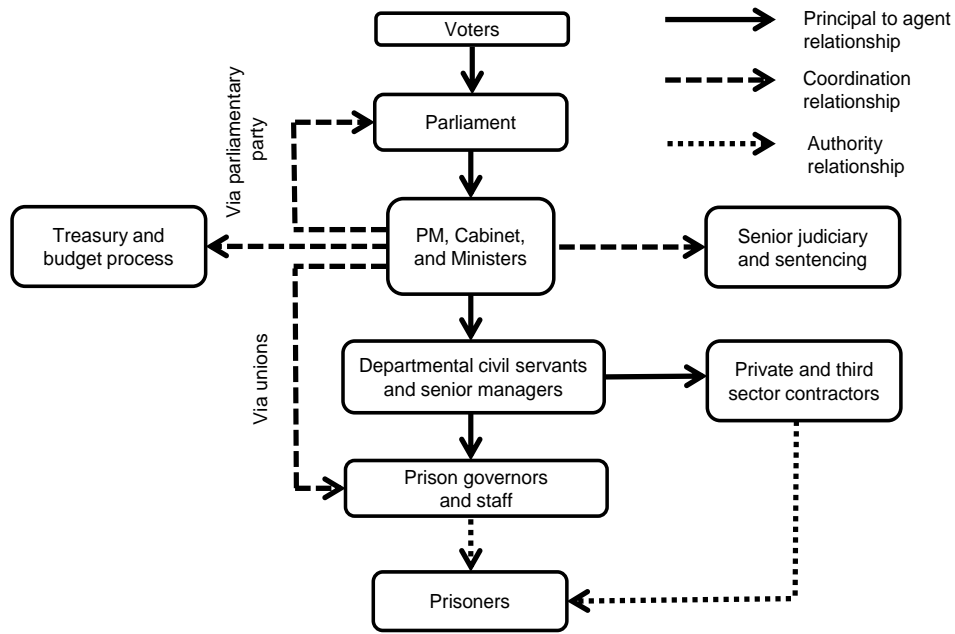 Voters
Principal to agent
relationship
Coordination
relationship
Authority
relationship
Via parliamentary
party
Parliament
Treasury and
budget process
PM, Cabinet,
and Ministers
Senior judiciary
and sentencing
Via unions
Departmental civil servants
and senior managers
Private and third
sector contractors
Prison governors
and staff
Prisoners